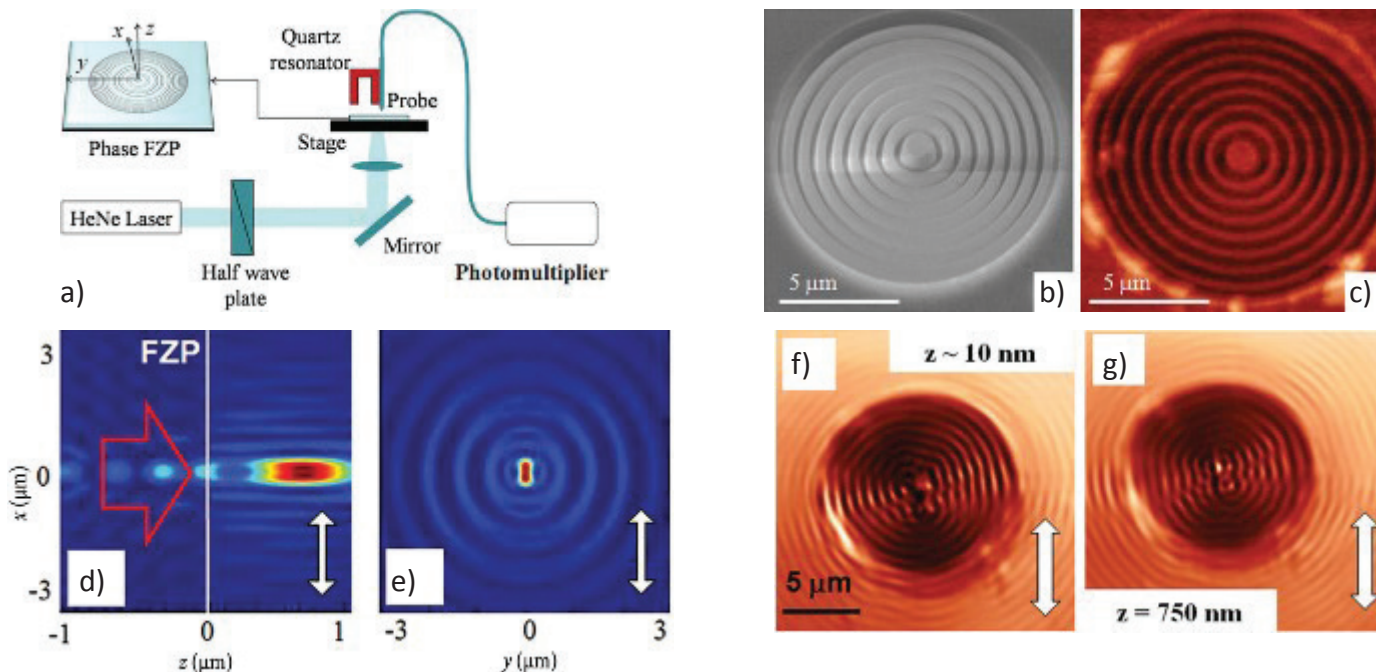 x
z
y
Phase FZP
Quartz
resonator
Probe
Stage
HeNe Laser
Half wave
plate
Mirror
Photomultiplier
a)
5 μm
b)
5 μm
c)
FZP
3
0
-3
x (μm)
d)
-1
0
1
z (μm)
e)
-3
0
3
y (μm)
f)
z ~ 10 nm
5 μm
g)
z = 750 nm